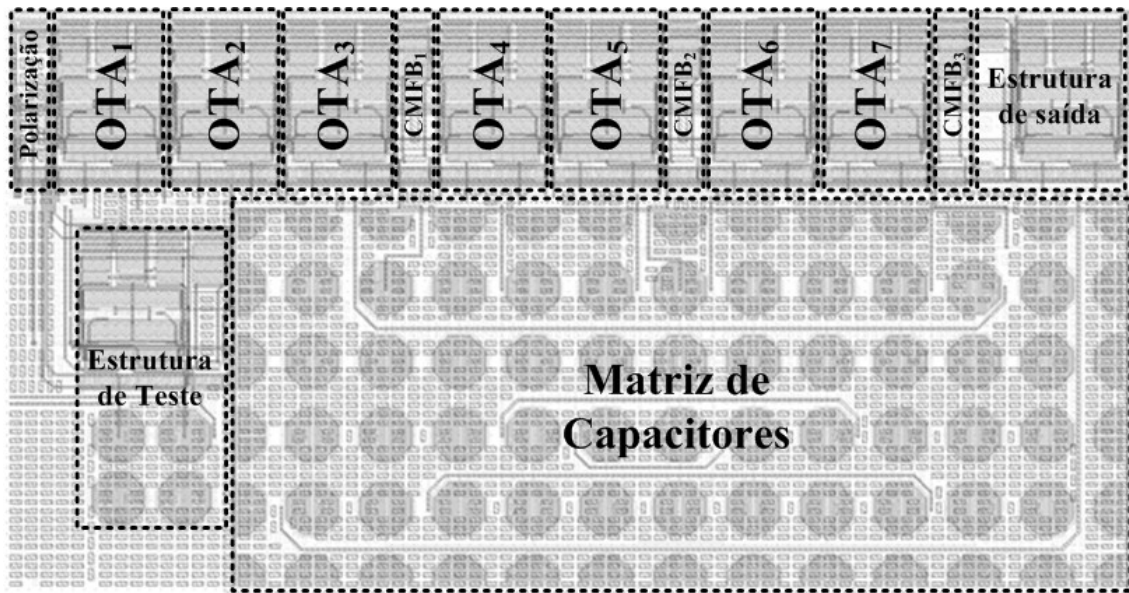 Polarização
OTA1
OTA2
OTA3
CMFB1
OTA4
OTA5
CMFB2
OTA6
OTA7
CMFB3
Estrutura
de saída
Estrutura
de Teste
Matriz de
Capacitores